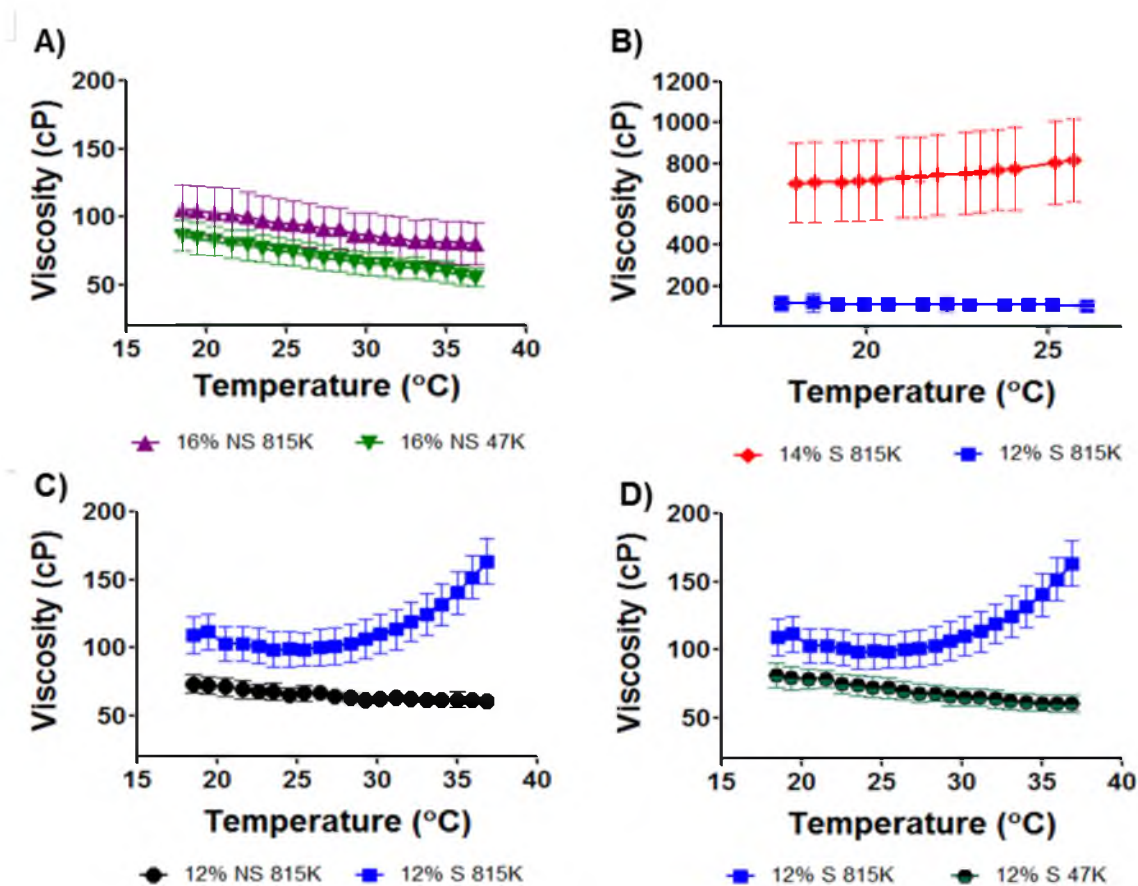 A)
200
150
100
50
Viscosity (cP)
15 20 25 30 35 40
Temperature (°C)
16% NS 815K 16% NS 47K
B)
1200
1000
800
600
400
200
Viscosity (cP)
20 25
Temperature (°C)
14% S 815K 12% S 815K
C)
200
150
100
50
Viscosity (cP)
15 20 25 30 35 40
Temperature (°C)
12% NS 815K 12% S 815K
D)
200
150
100
50
Viscosity (cP)
15 20 25 30 35 40
Temperature (°C)
12% S 815K 12% S 47K